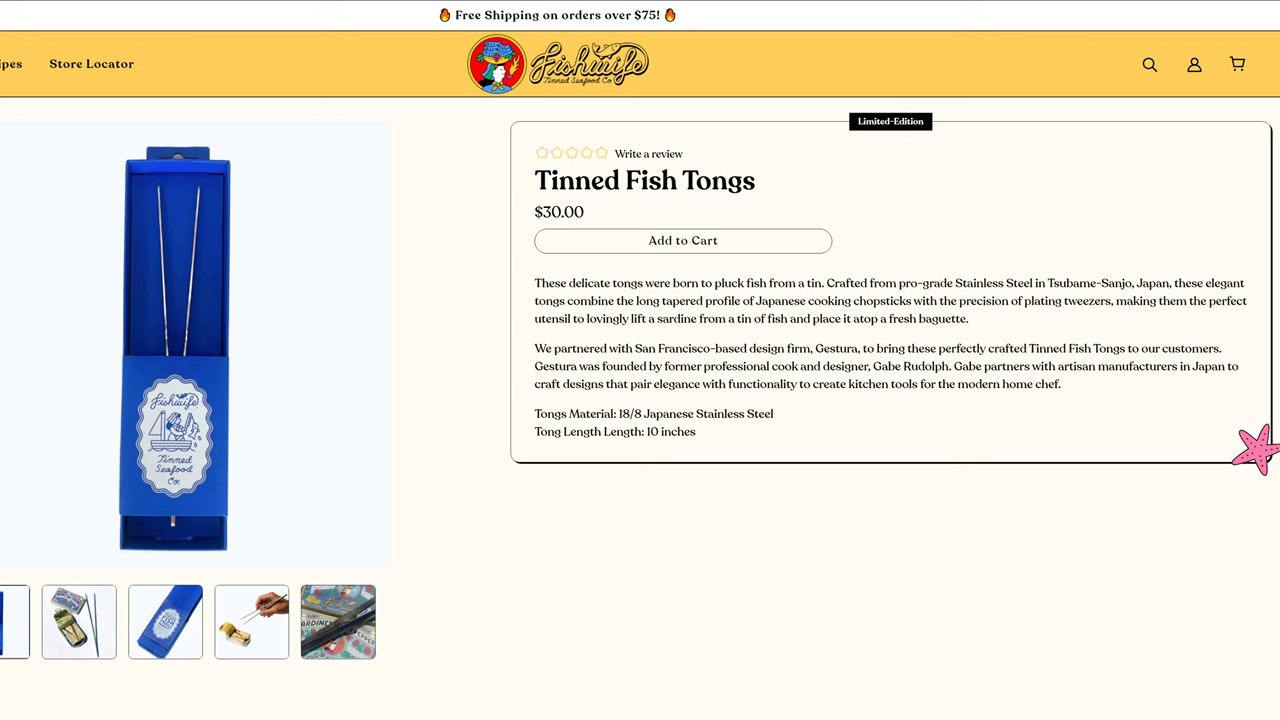 Free Shipping on orders over $75!
ipes
Store Locator
Fishwife
Tinned Seafood Co.
Limited-Edition
Write a review
Tinned Fish Tongs
$30.00
Add to Cart
These delicate tongs were born to pluck fish from a tin. Crafted from pro-grade Stainless Steel in Tsubame-Sanjo, Japan, these elegant
tongs combine the long tapered profile of Japanese cooking chopsticks with the precision of plating tweezers, making them the perfect
utensil to lovingly lift a sardine from a tin of fish and place it atop a fresh baguette.
We partnered with San Francisco-based design firm, Gestura, to bring these perfectly crafted Tinned Fish Tongs to our customers.
Gestura was founded by former professional cook and designer, Gabe Rudolph. Gabe partners with artisan manufacturers in Japan to
craft designs that pair elegance with functionality to create kitchen tools for the modern home chef.
Tongs Material: 18/8 Japanese Stainless Steel
Tong Length Length: 10 inches
Fishwife
Tinned
Seafood
Co.